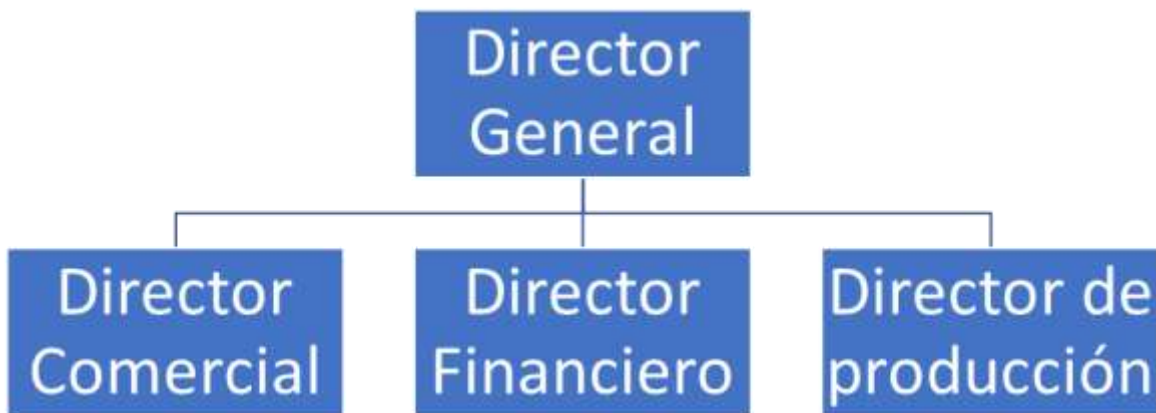 Director
General
Director
Comercial
Director
Financiero
Director de
producción